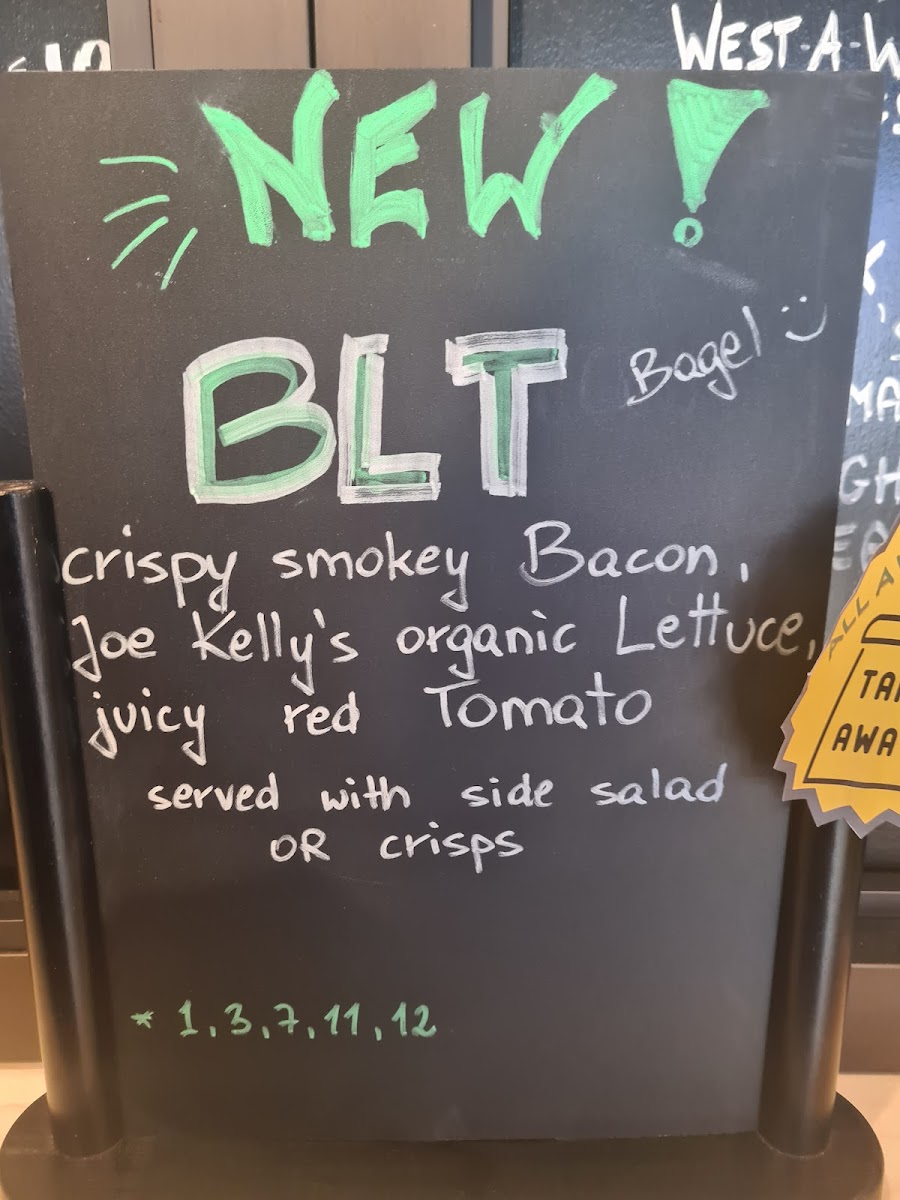 WEST-A-W
NEW!
BLT Bagel :)
crispy smokey Bacon,
Joe Kelly's organic Lettuce,
juicy red Tomato
served with side salad
OR crisps
* 1, 3, 7, 11, 12